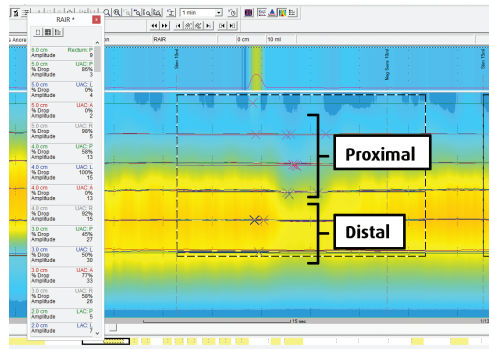 RAIR *
x
1 min
RAIR
0 cm
10 ml
6.0 cm Rectum: P
Amplitude 9
5.0 cm UAC: P
% Drop 86%
Amplitude 3
5.0 cm UAC: L
% Drop 0%
Amplitude 4
5.0 cm UAC: A
% Drop 0%
Amplitude 2
5.0 cm UAC: R
% Drop 98%
Amplitude 5
4.0 cm UAC: P
% Drop 58%
Amplitude 13
4.0 cm UAC: L
% Drop 100%
Amplitude 15
4.0 cm UAC: A
% Drop 0%
Amplitude 13
4.0 cm UAC: R
% Drop 92%
Amplitude 15
3.0 cm UAC: P
% Drop 45%
Amplitude 27
3.0 cm UAC: L
% Drop 50%
Amplitude 30
3.0 cm UAC: A
% Drop 77%
Amplitude 33
3.0 cm UAC: R
% Drop 58%
Amplitude 26
2.0 cm LAC: P
Amplitude 5
2.0 cm LAC: L
Amplitude 7
Proximal
Distal
15 sec